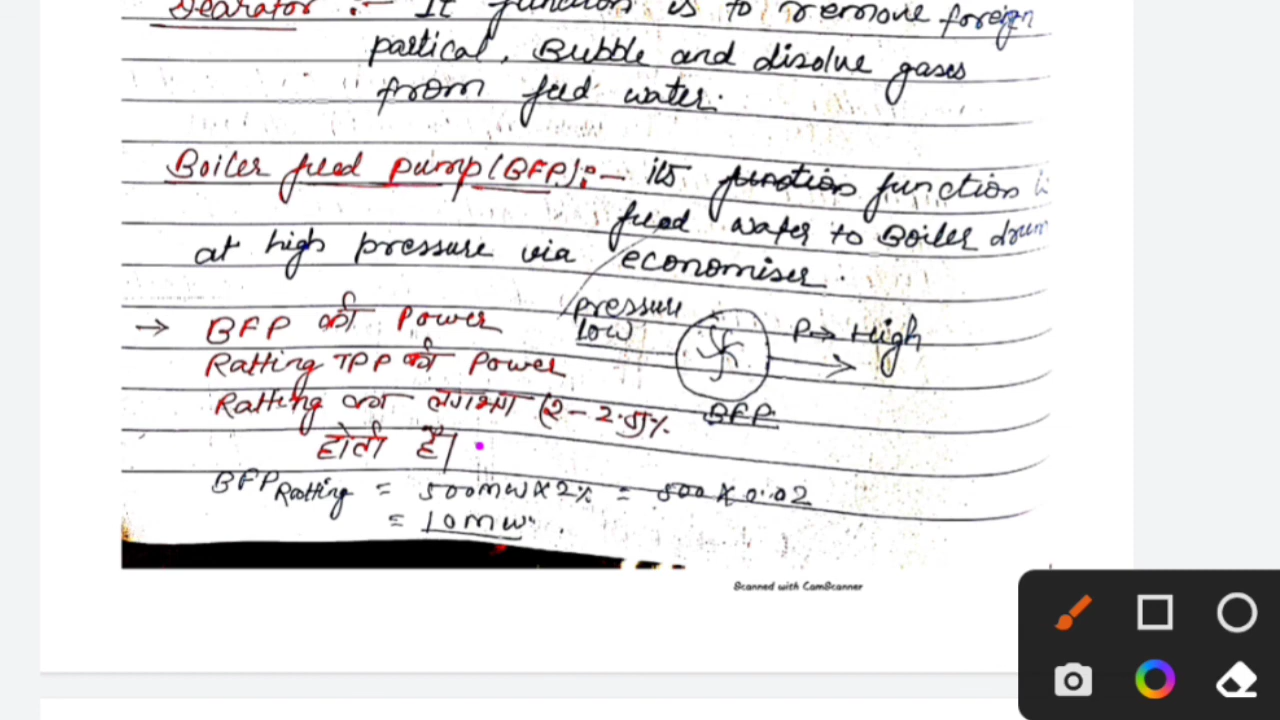 Dearator :- It function is to remove foreign
partical, Bubble and disolve gases
from feed water.
Boiler feed pump (BFP):- its function function
feed water to Boiler drum
at high pressure via economiser.
→ BFP की Power
Ratting TPP की Power
Ratting का लगभग (2-2.5)%
होती है।
pressure
low
P→ High
BFP
BFP Ratting = 500mw x 2% = 500 x 0.02
= 10mw.
Scanned with CamScanner